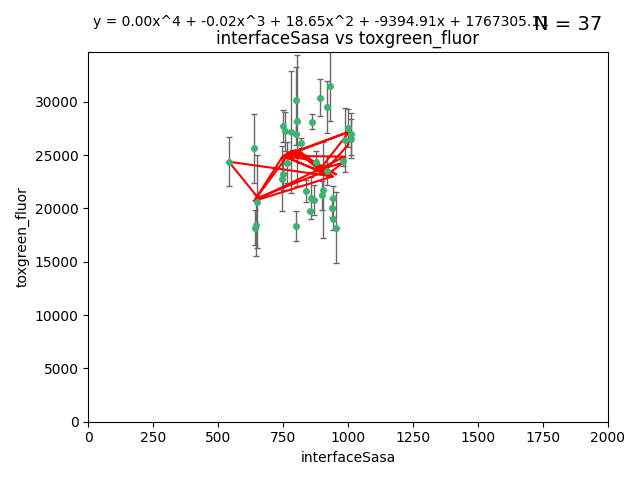 y = 0.00x^4 + -0.02x^3 + 18.65x^2 + -9394.91x + 1767305.
N = 37
interfaceSasa vs toxgreen_fluor
30000
25000
20000
15000
10000
5000
0
toxgreen_fluor
0 250 500 750 1000 1250 1500 1750 2000
interfaceSasa